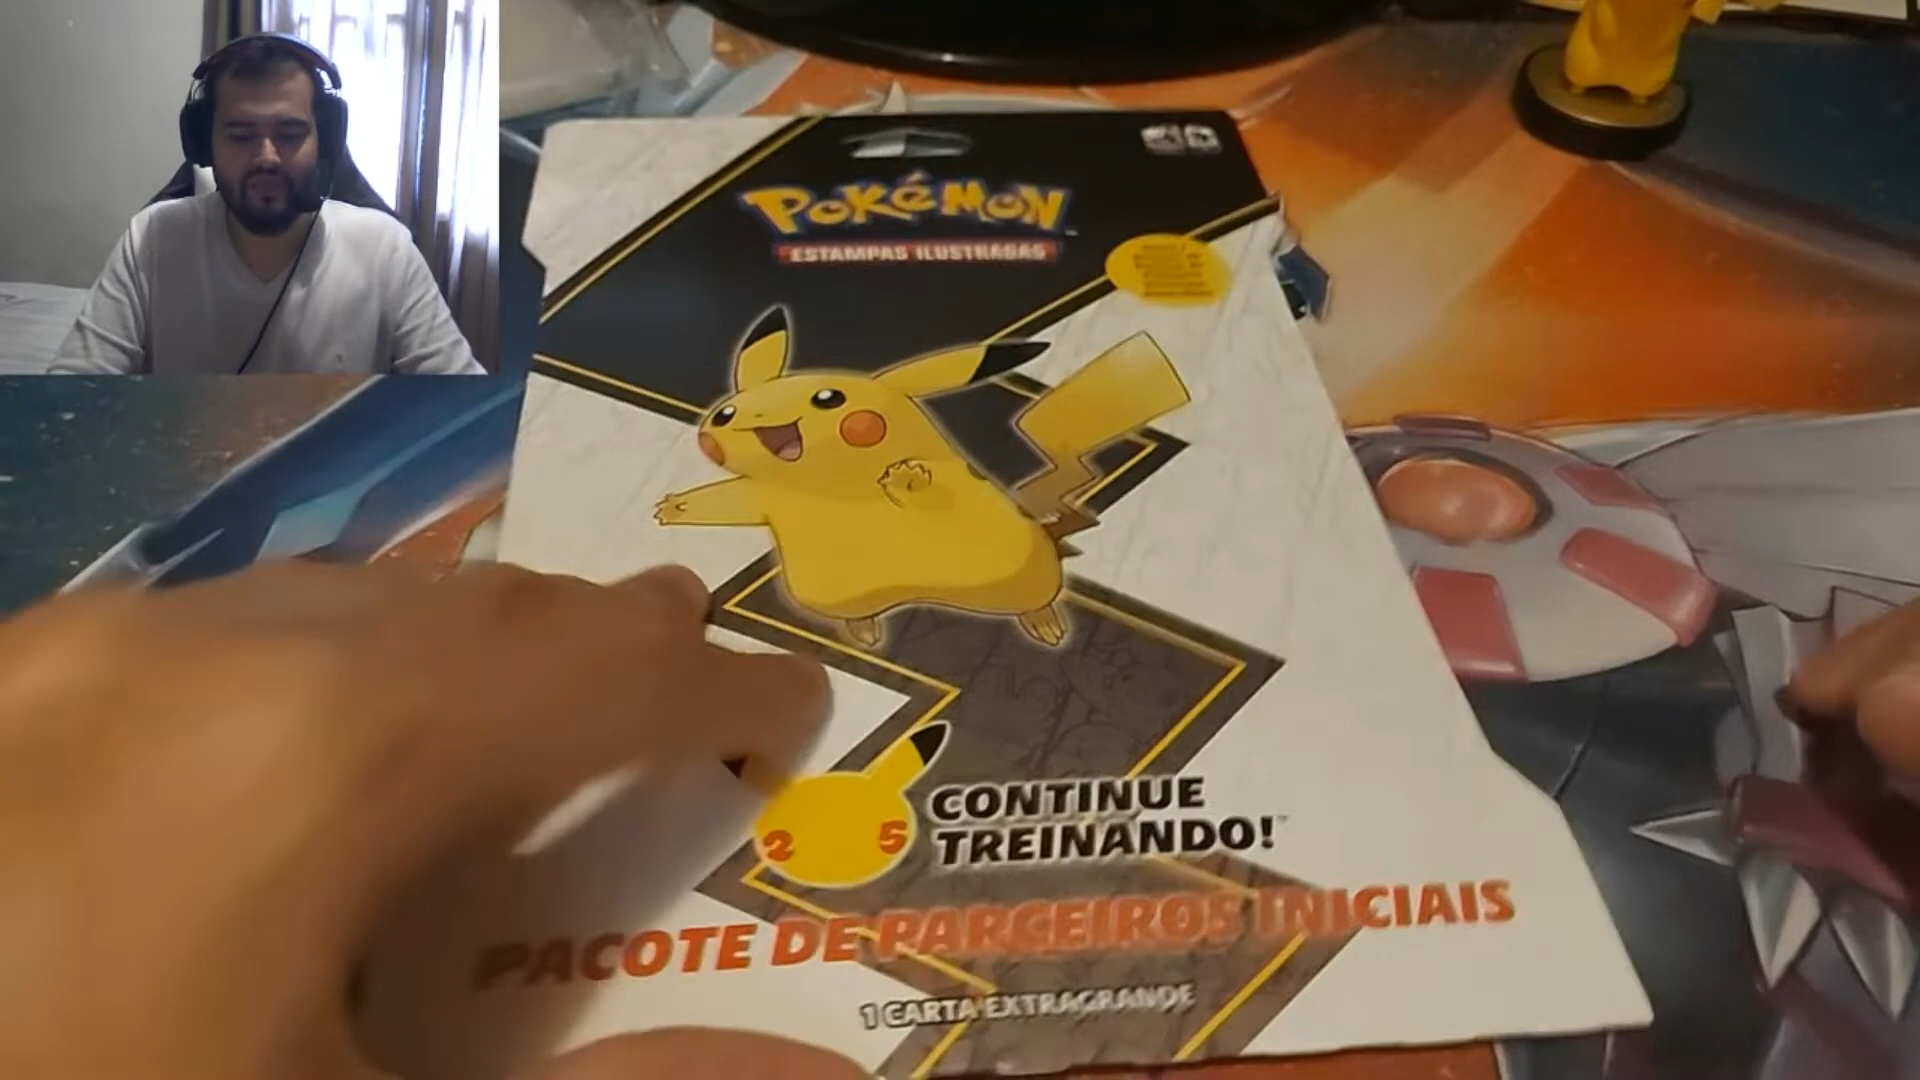 POKÉMON
ESTAMPAS ILUSTRADAS
25
CONTINUE
TREINANDO!
PACOTE DE PARCEIROS INICIAIS
1 CARTA EXTRAGRANDE